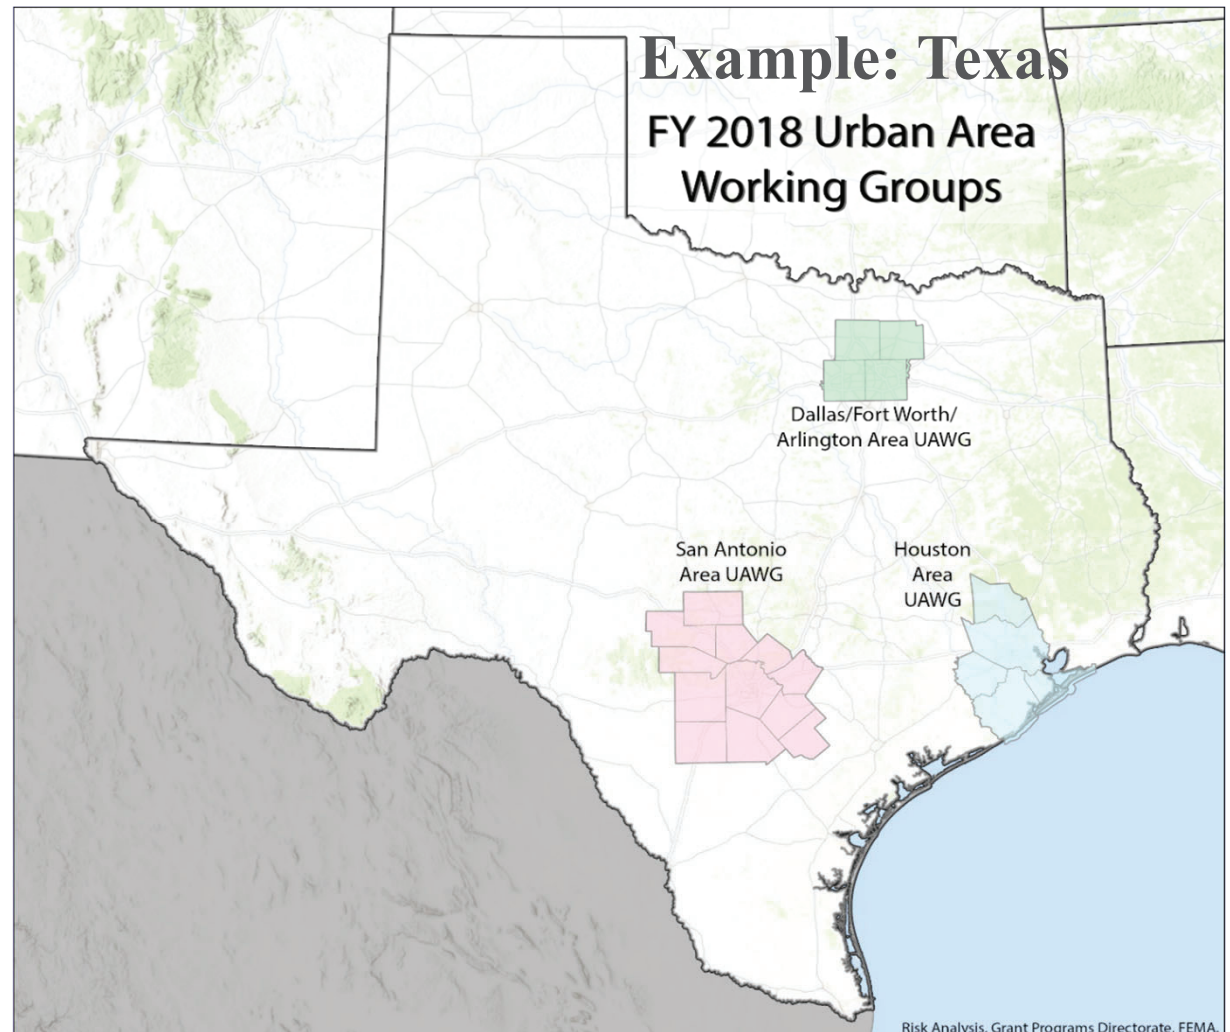 Example: Texas
FY 2018 Urban Area
Working Groups
Dallas/Fort Worth/
Arlington Area UAWG
San Antonio
Area UAWG
Houston
Area
UAWG
Risk Analysis, Grant Programs Directorate, FEMA